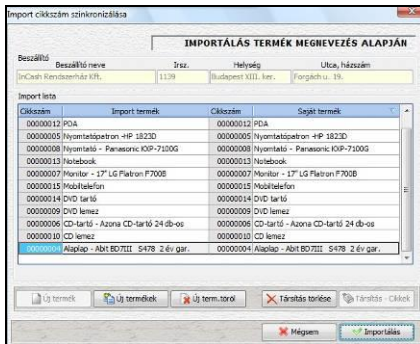 Import cikkszám szinkronizálása
IMPORTÁLÁS TERMÉK MEGNEVEZÉS ALAPJÁN
Beszállító
Beszállító neve Irsz. Helység Utca, házszám
InCash Rendszerház Kft. 1139 Budapest XIII. ker. Forgách u. 19.
Import lista
Cikkszám Import termék Cikkszám Saját termék
00000012 PDA 00000012 PDA
00000005 Nyomtatópatron -HP 1823D 00000005 Nyomtatópatron -HP 1823D
00000008 Nyomtató - Panasonic KXP-7100G 00000008 Nyomtató - Panasonic KXP-7100G
00000013 Notebook 00000013 Notebook
00000007 Monitor - 17" LG Flatron F700B 00000007 Monitor - 17" LG Flatron F700B
00000015 Mobiltelefon 00000015 Mobiltelefon
00000014 DVD tartó 00000014 DVD tartó
00000009 DVD lemez 00000009 DVD lemez
00000006 CD-tartó - Azona CD-tartó 24 db-os 00000006 CD-tartó - Azona CD-tartó 24 db-os
00000010 CD lemez 00000010 CD lemez
00000004 Alaplap - Abit BD7III S478 2 év gar. 00000004 Alaplap - Abit BD7III S478 2 év gar.
Új termék Új termékek Új term.töröl Társítás törlése Társítás - Cikkek
Mégsem Importálás